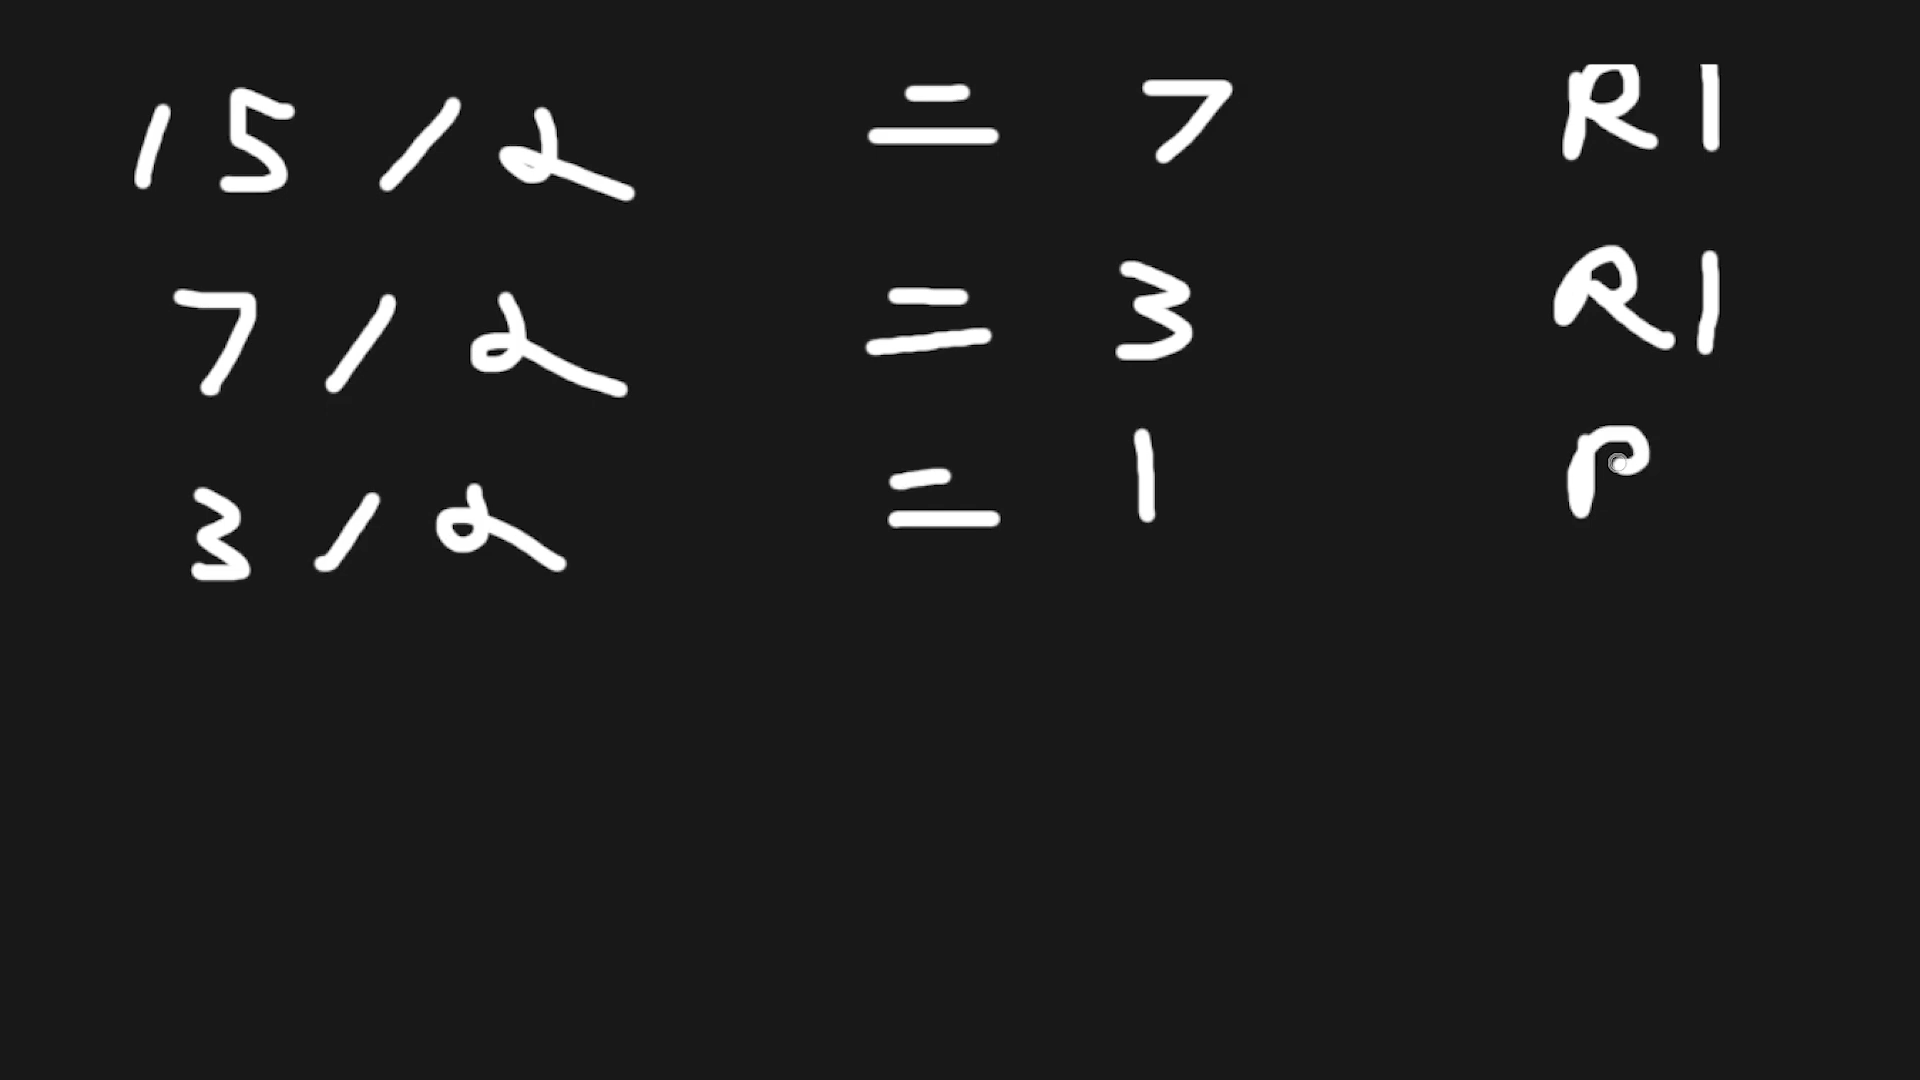 15 / 2 = 7 R1
7 / 2 = 3 R1
3 / 2 = 1 P